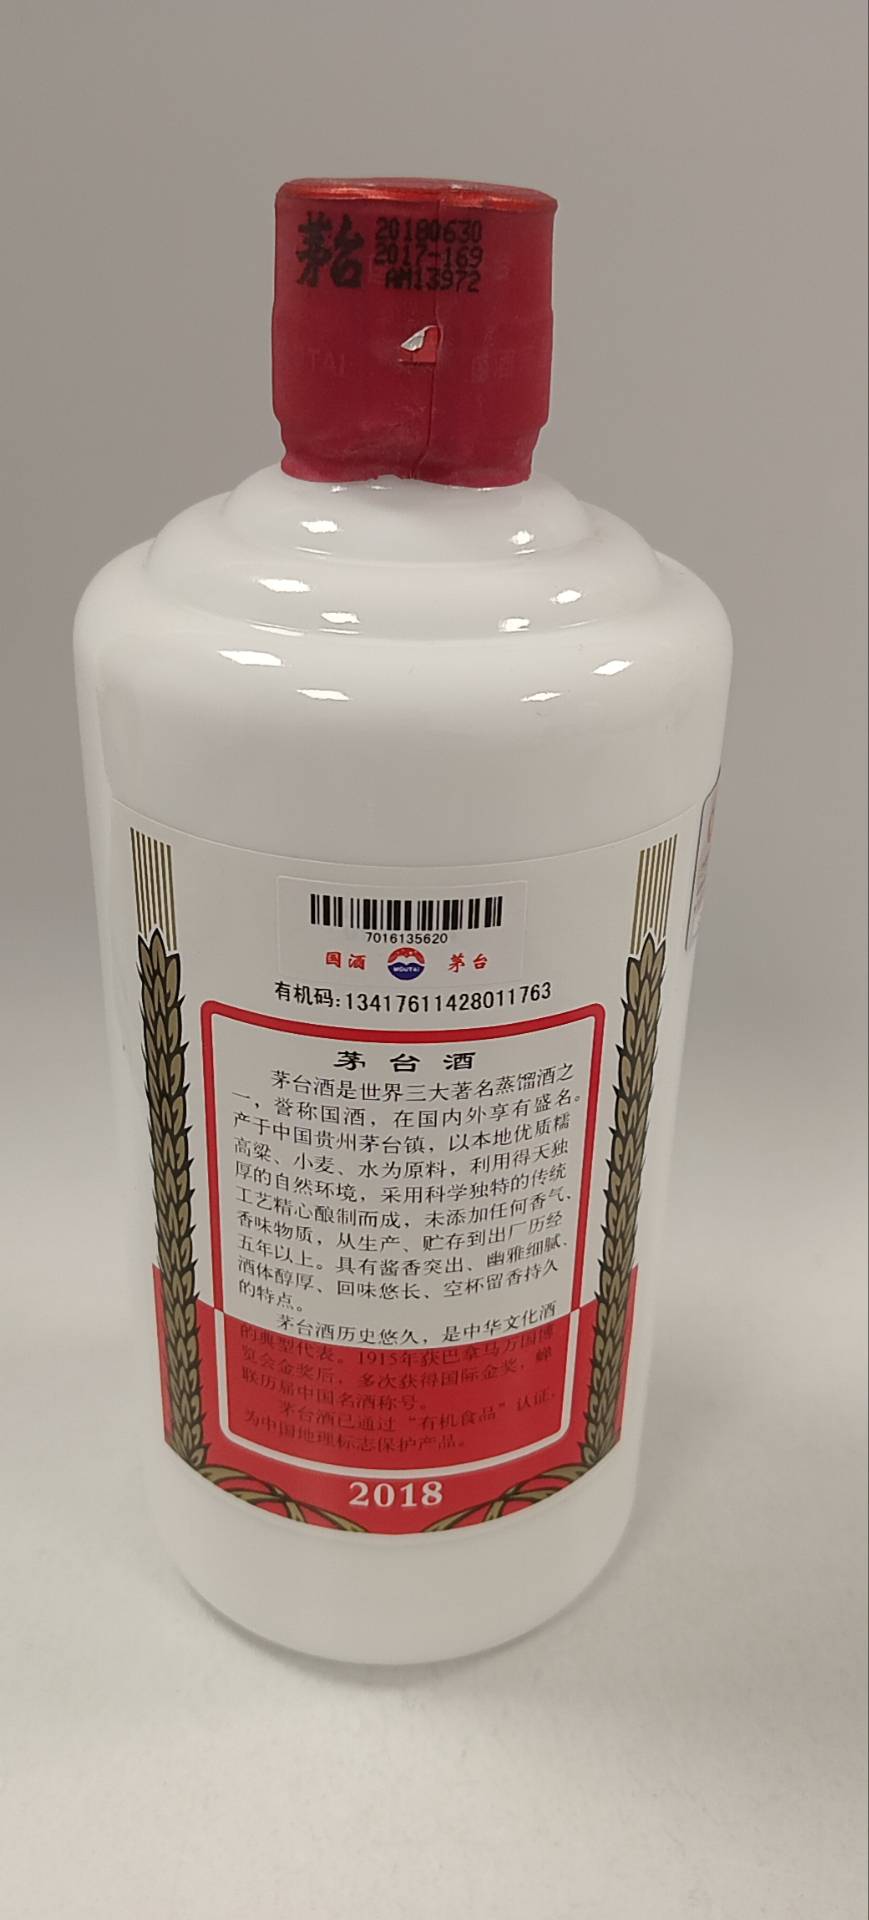 茅台
20180630
2017-169
AM13972
7016135620
国酒
MOUTAI
茅台
有机码:13417611428011763
茅台酒
茅台酒是世界三大著名蒸馏酒之
一，誉称国酒，在国内外享有盛名。
产于中国贵州茅台镇，以本地优质糯
高粱、小麦、水为原料，利用得天独
厚的自然环境，采用科学独特的传统
工艺精心酿制而成，未添加任何香气、
香味物质，从生产、贮存到出厂历经
五年以上。具有酱香突出、幽雅细腻、
酒体醇厚、回味悠长、空杯留香持久
的特点。
茅台酒历史悠久，是中华文化酒
的典型代表。1915年获巴拿马万国博
览会金奖后，多次获得国际金奖，蝉
联历届中国名酒称号。
茅台酒已通过“有机食品”认证，
为中国地理标志保护产品。
2018